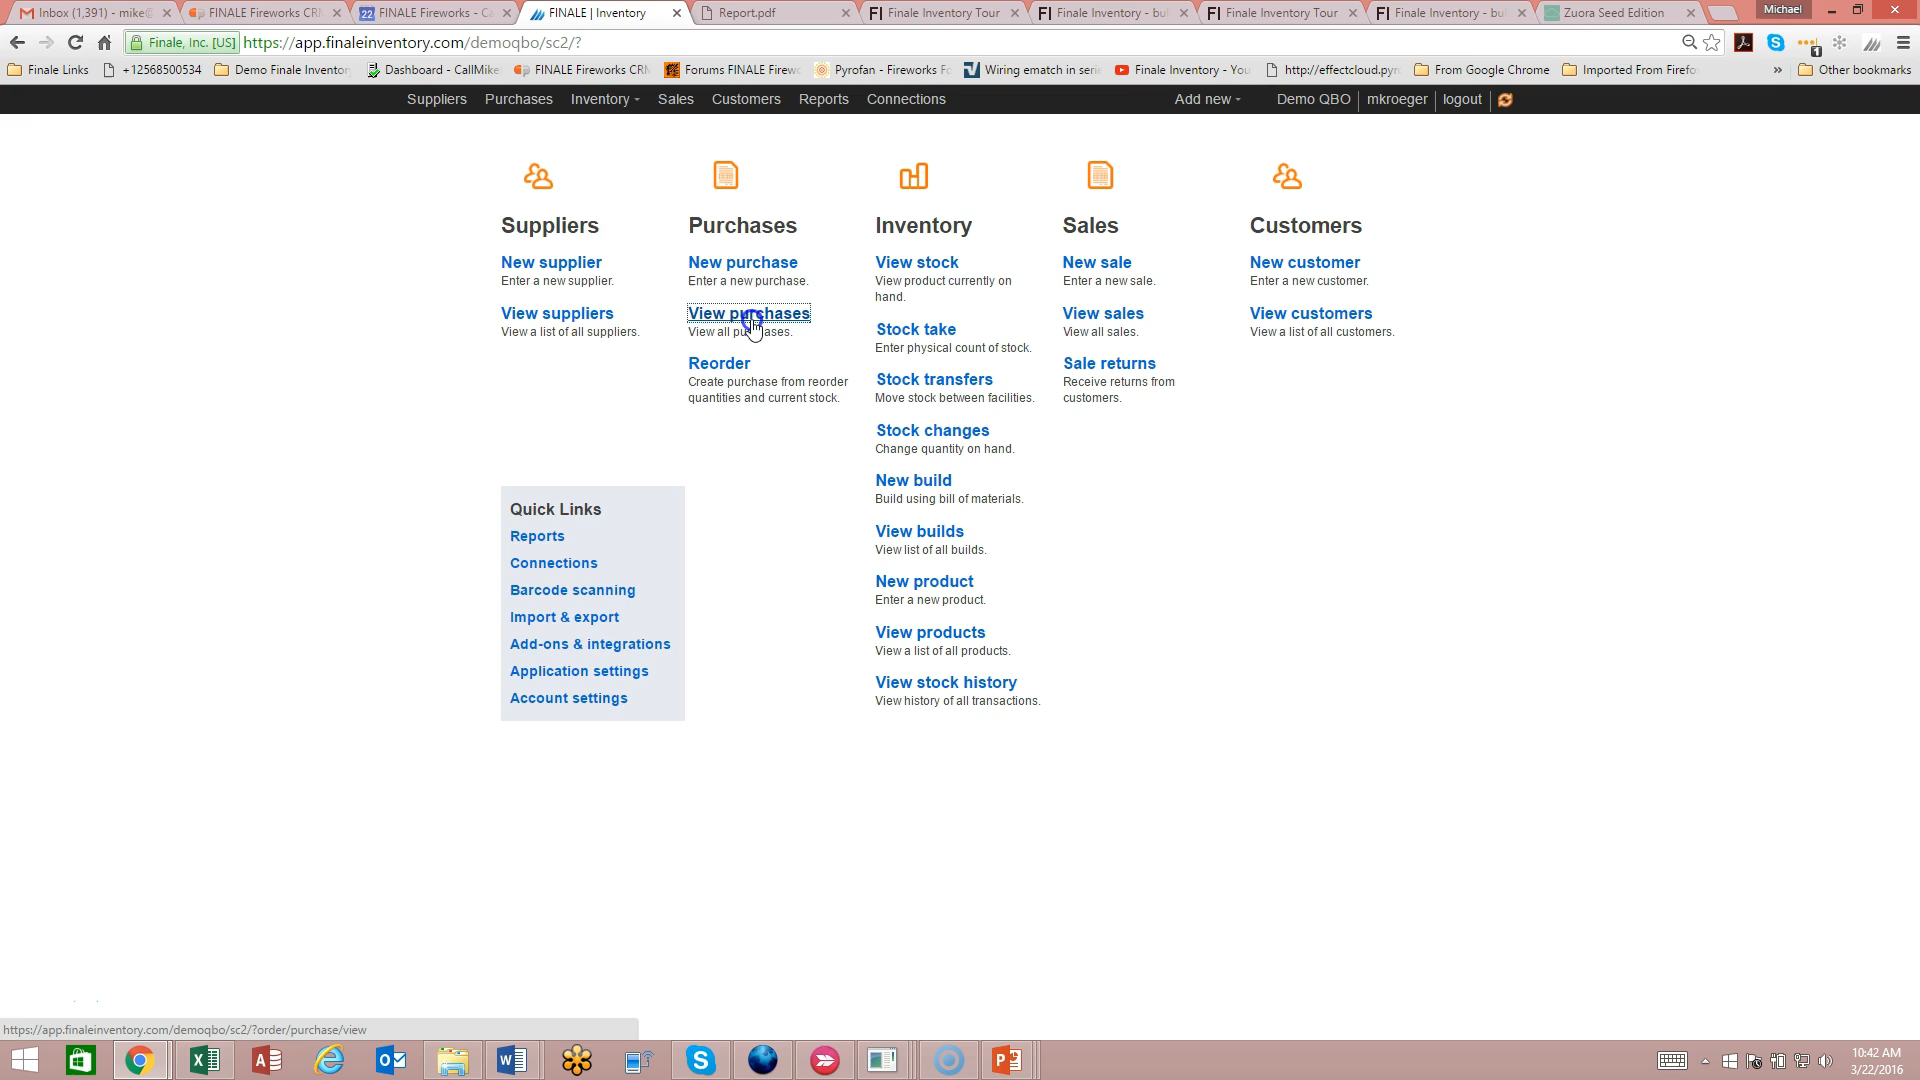 Inbox (1,391) - mike@
FINALE Fireworks CRM
22 FINALE Fireworks - Ca
FINALE | Inventory
Report.pdf
FI Finale Inventory Tour
FI Finale Inventory - bu
FI Finale Inventory Tour
FI Finale Inventory - bu
Zuora Seed Edition
Michael
Finale, Inc. [US] https://app.finaleinventory.com/demoqbo/sc2/?
1
Finale Links
+12568500534
Demo Finale Inventor
Dashboard - CallMike
FINALE Fireworks CRM
Forums FINALE Firew
Pyrofan - Fireworks Fo
Wiring ematch in seri
Finale Inventory - You
http://effectcloud.pyr
From Google Chrome
Imported From Firefo
»
Other bookmarks
Suppliers Purchases Inventory Sales Customers Reports Connections Add new Demo QBO mkroeger logout
Suppliers
New supplier
Enter a new supplier.
View suppliers
View a list of all suppliers.
Purchases
New purchase
Enter a new purchase.
View purchases
View all purchases.
Reorder
Create purchase from reorder
quantities and current stock.
Inventory
View stock
View product currently on
hand.
Stock take
Enter physical count of stock.
Stock transfers
Move stock between facilities.
Stock changes
Change quantity on hand.
New build
Build using bill of materials.
View builds
View list of all builds.
New product
Enter a new product.
View products
View a list of all products.
View stock history
View history of all transactions.
Sales
New sale
Enter a new sale.
View sales
View all sales.
Sale returns
Receive returns from
customers.
Customers
New customer
Enter a new customer.
View customers
View a list of all customers.
Quick Links
Reports
Connections
Barcode scanning
Import & export
Add-ons & integrations
Application settings
Account settings
https://app.finaleinventory.com/demoqbo/sc2/?order/purchase/view
10:42 AM
3/22/2016